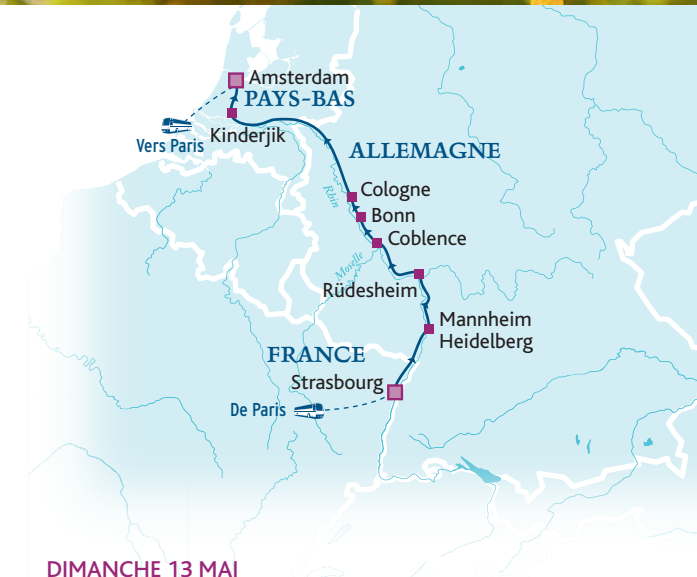 Amsterdam
PAYS-BAS
Vers Paris
Kinderjik
ALLEMAGNE
Rhin
Cologne
Bonn
Coblence
Moselle
Rüdesheim
Mannheim
Heidelberg
FRANCE
Strasbourg
De Paris
DIMANCHE 13 MAI